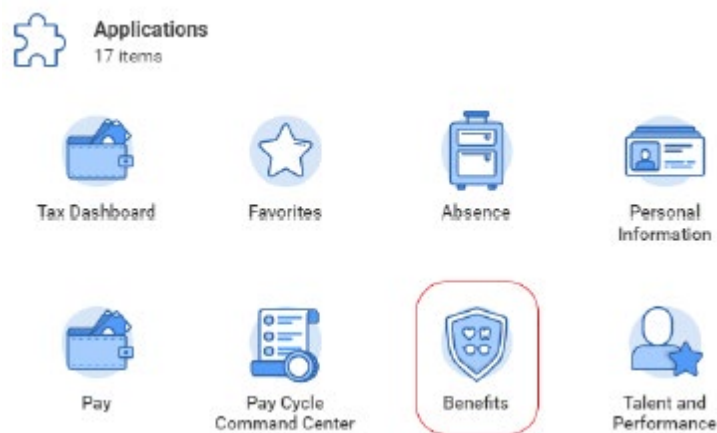 Applications
17 items
Tax Dashboard
Favorites
Absence
Personal
Information
Pay
Pay Cycle
Command Center
Benefits
Talent and
Performance